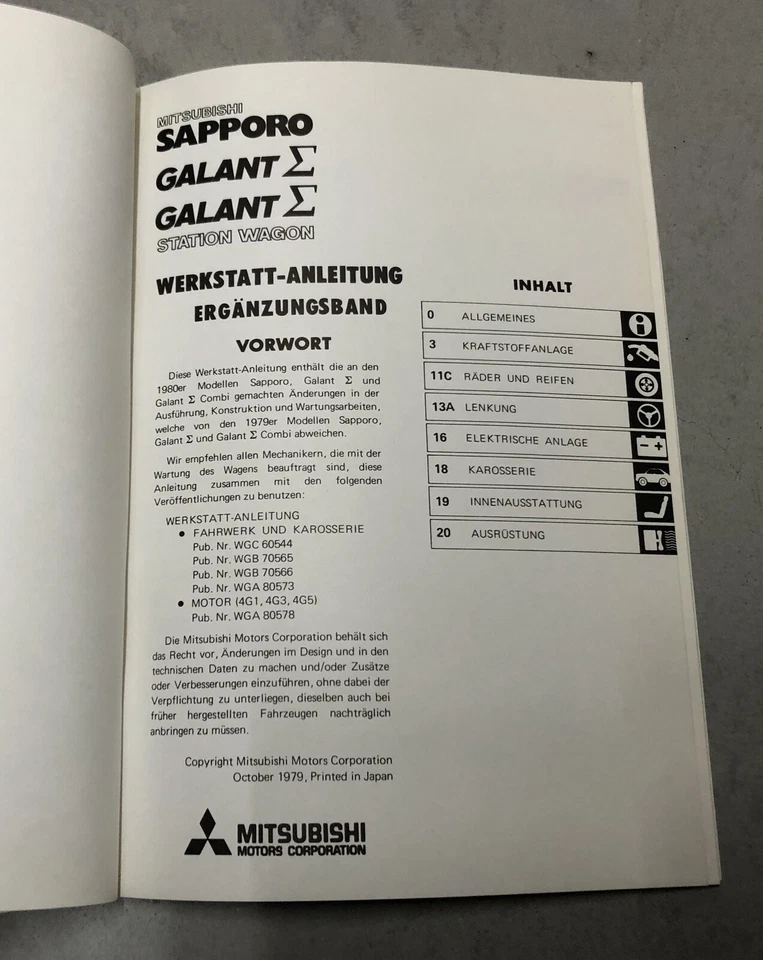 MITSUBISHI
SAPPORO
GALANT Σ
GALANT Σ
STATION WAGON
WERKSTATT-ANLEITUNG
ERGÄNZUNGSBAND
VORWORT
Diese Werkstatt-Anleitung enthält die an den
1980er Modellen Sapporo, Galant Σ und
Galant Σ Combi gemachten Änderungen in der
Ausführung, Konstruktion und Wartungsarbeiten,
welche von den 1979er Modellen Sapporo,
Galant Σ und Galant Σ Combi abweichen.
Wir empfehlen allen Mechanikern, die mit der
Wartung des Wagens beauftragt sind, diese
Anleitung zusammen mit den folgenden
Veröffentlichungen zu benutzen:
WERKSTATT-ANLEITUNG
● FAHRWERK UND KAROSSERIE
Pub. Nr. WGC 60544
Pub. Nr. WGB 70565
Pub. Nr. WGB 70566
Pub. Nr. WGA 80573
● MOTOR (4G1, 4G3, 4G5)
Pub. Nr. WGA 80578
Die Mitsubishi Motors Corporation behält sich
das Recht vor, Änderungen im Design und in den
technischen Daten zu machen und/oder Zusätze
oder Verbesserungen einzuführen, ohne dabei der
Verpflichtung zu unterliegen, dieselben auch bei
früher hergestellten Fahrzeugen nachträglich
anbringen zu müssen.
Copyright Mitsubishi Motors Corporation
October 1979, Printed in Japan
MITSUBISHI
MOTORS CORPORATION
INHALT
0 ALLGEMEINES
3 KRAFTSTOFFANLAGE
11C RÄDER UND REIFEN
13A LENKUNG
16 ELEKTRISCHE ANLAGE
18 KAROSSERIE
19 INNENAUSSTATTUNG
20 AUSRÜSTUNG